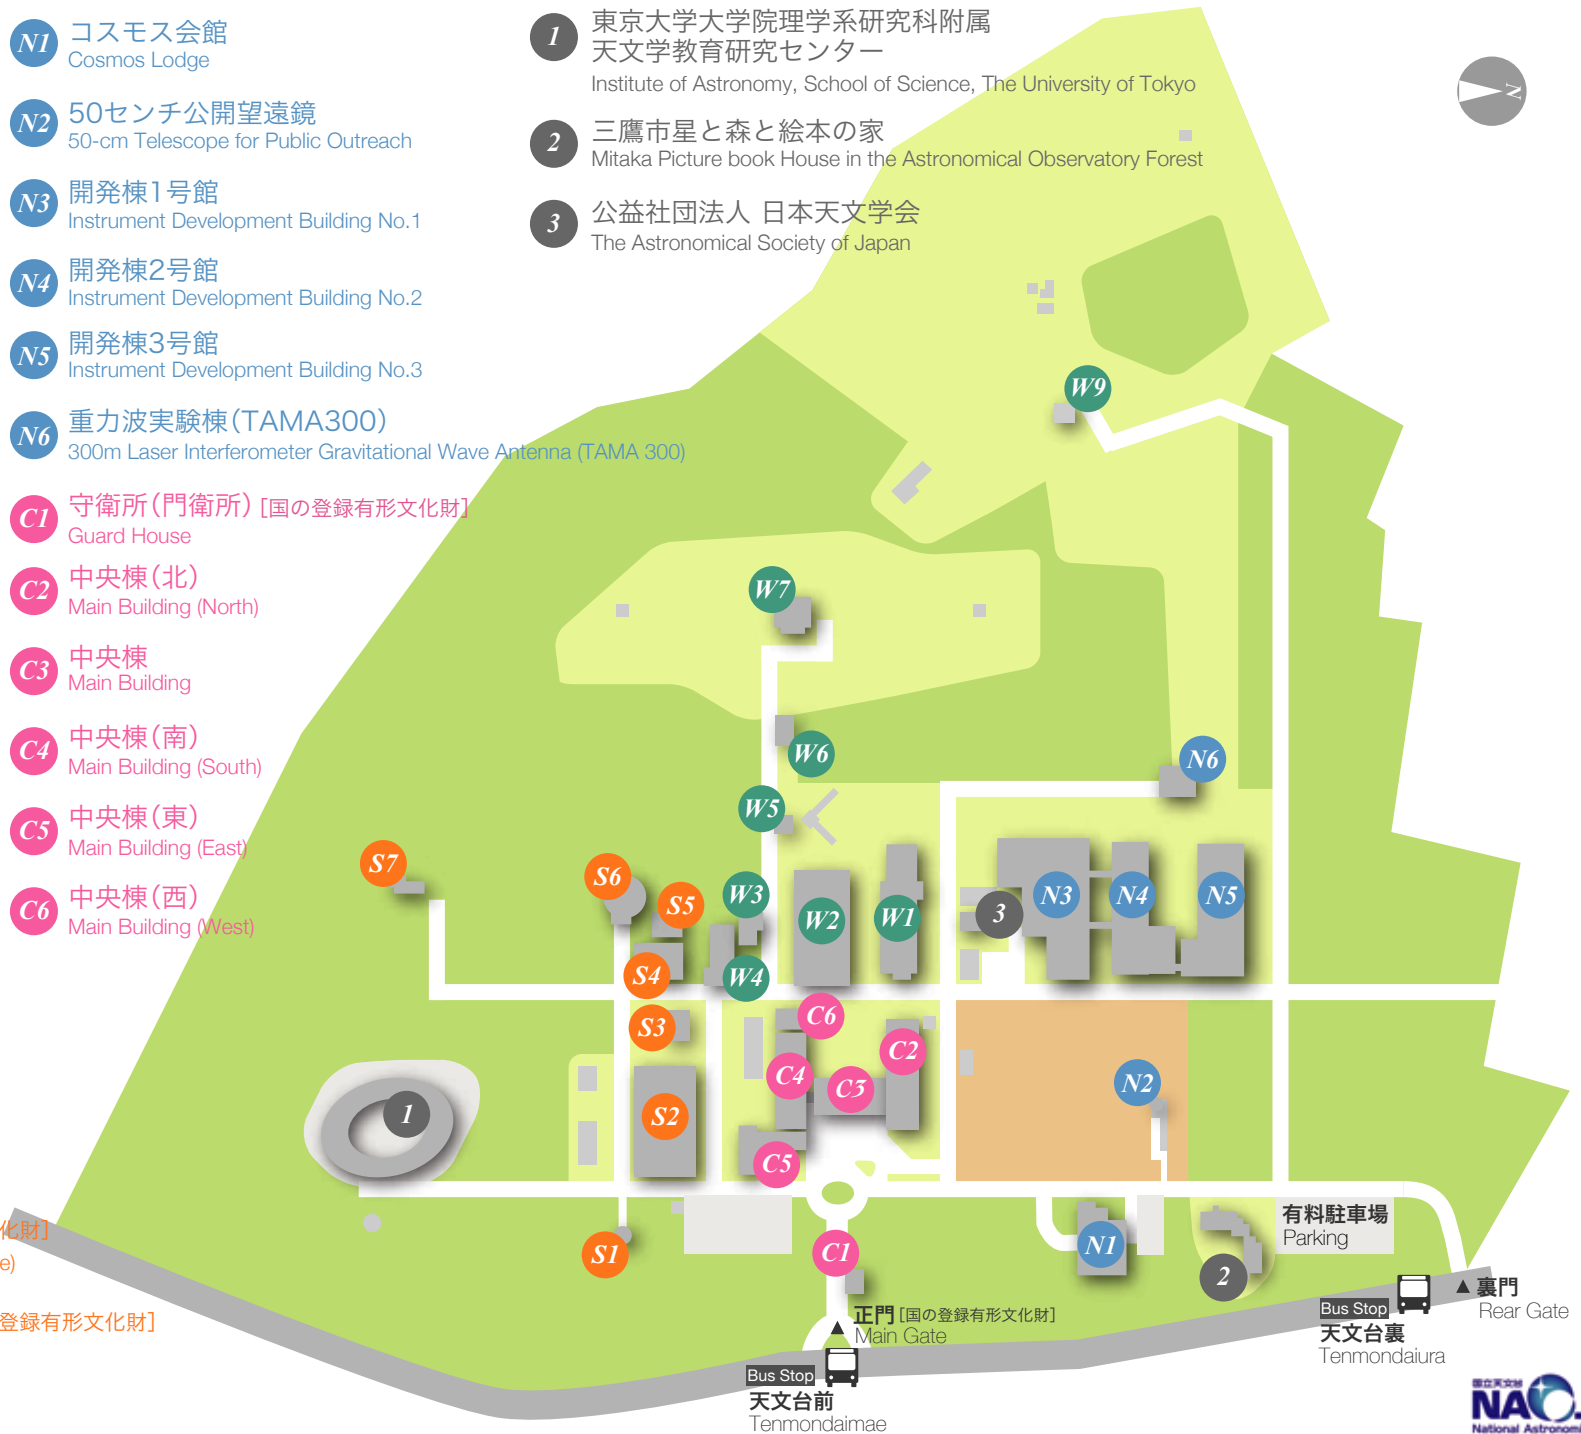 N1 コスモス会館
Cosmos Lodge
N2 50センチ公開望遠鏡
50-cm Telescope for Public Outreach
N3 開発棟1号館
Instrument Development Building No.1
N4 開発棟2号館
Instrument Development Building No.2
N5 開発棟3号館
Instrument Development Building No.3
N6 重力波実験棟(TAMA300)
300m Laser Interferometer Gravitational Wave Antenna (TAMA 300)
C1 守衛所(門衛所) [国の登録有形文化財]
Guard House
C2 中央棟(北)
Main Building (North)
C3 中央棟
Main Building
C4 中央棟(南)
Main Building (South)
C5 中央棟(東)
Main Building (East)
C6 中央棟(西)
Main Building (West)
化財]
e)
登録有形文化財]
1 東京大学大学院理学系研究科附属
天文学教育研究センター
Institute of Astronomy, School of Science, The University of Tokyo
2 三鷹市星と森と絵本の家
Mitaka Picture book House in the Astronomical Observatory Forest
3 公益社団法人 日本天文学会
The Astronomical Society of Japan
N
W9
W7
W6
N6
W5
S7
S6
S5
W3
W2
W1
3
N3
N4
N5
S4
W4
S3
C6
C2
C4
C3
N2
1
S2
C5
S1
C1
N1
2
有料駐車場
Parking
正門 [国の登録有形文化財]
Main Gate
Bus Stop
天文台前
Tenmondaimae
Bus Stop
天文台裏
Tenmondaiura
裏門
Rear Gate
国立天文台
NAO
National Astronomi